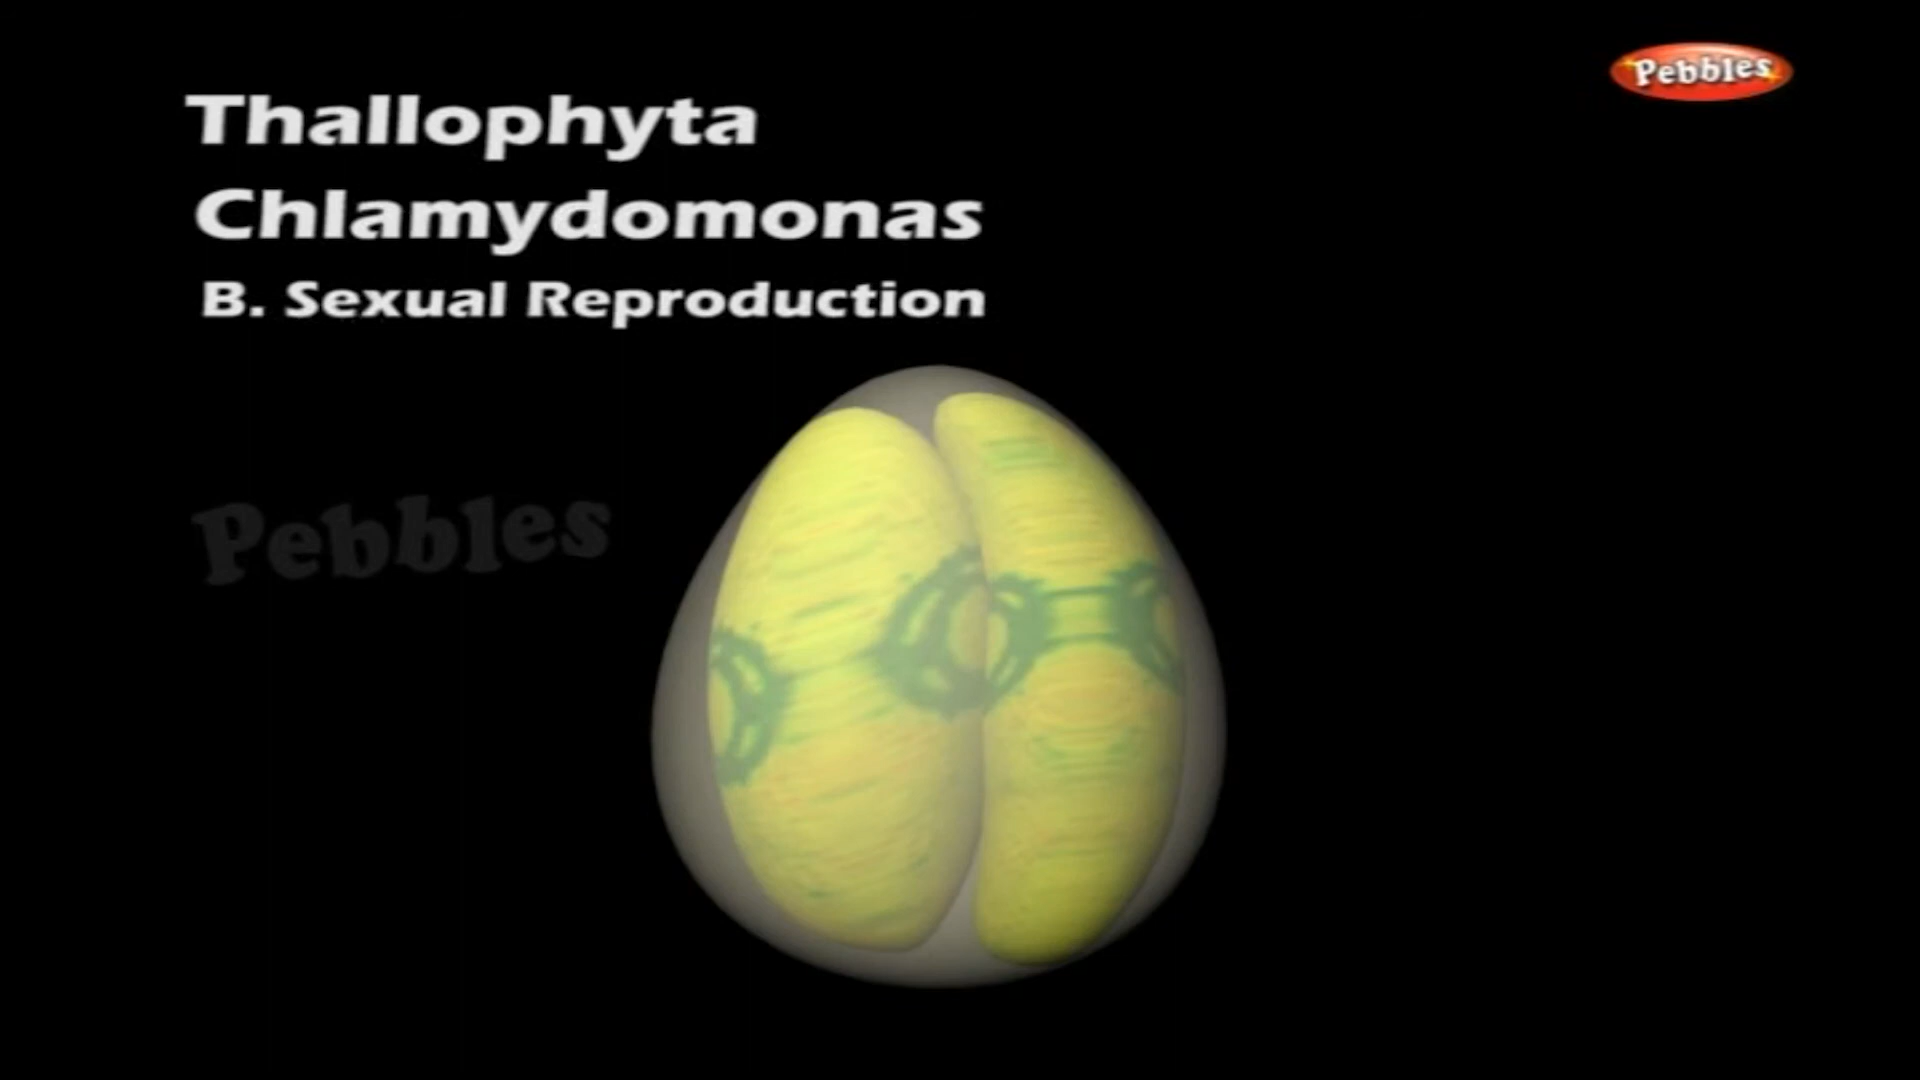 Pebbles
Thallophyta
Chlamydomonas
B. Sexual Reproduction
Pebbles